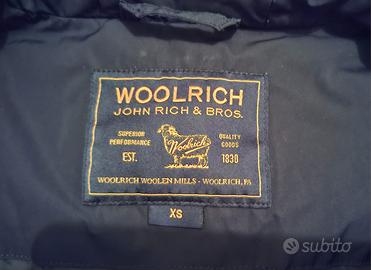 WOOLRICH
JOHN RICH & BROS.
SUPERIOR
PERFORMANCE
QUALITY
GOODS
Woolrich
EST.
1830
WOOLRICH WOOLEN MILLS - WOOLRICH, PA
XS
subito